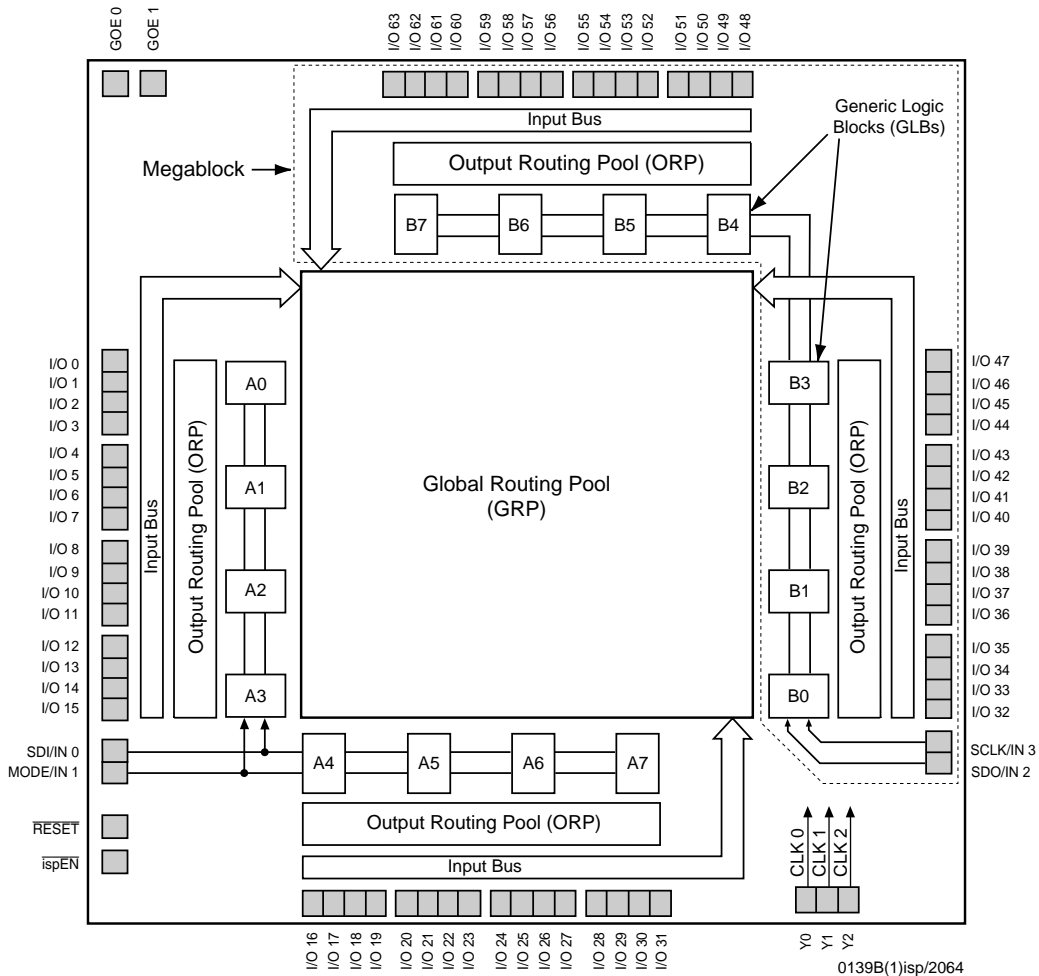 GOE 0
GOE 1
I/O 63
I/O 62
I/O 61
I/O 60
I/O 59
I/O 58
I/O 57
I/O 56
I/O 55
I/O 54
I/O 53
I/O 52
I/O 51
I/O 50
I/O 49
I/O 48
Input Bus
Generic Logic
Blocks (GLBs)
Megablock
Output Routing Pool (ORP)
B7
B6
B5
B4
I/O 0
I/O 1
I/O 2
I/O 3
I/O 4
I/O 5
I/O 6
I/O 7
I/O 8
I/O 9
I/O 10
I/O 11
I/O 12
I/O 13
I/O 14
I/O 15
Input Bus
Output Routing Pool (ORP)
A0
A1
A2
A3
Global Routing Pool
(GRP)
B3
B2
B1
B0
Output Routing Pool (ORP)
Input Bus
I/O 47
I/O 46
I/O 45
I/O 44
I/O 43
I/O 42
I/O 41
I/O 40
I/O 39
I/O 38
I/O 37
I/O 36
I/O 35
I/O 34
I/O 33
I/O 32
SDI/IN 0
MODE/IN 1
A4
A5
A6
A7
SCLK/IN 3
SDO/IN 2
RESET
ispEN
Output Routing Pool (ORP)
Input Bus
CLK 0
CLK 1
CLK 2
I/O 16
I/O 17
I/O 18
I/O 19
I/O 20
I/O 21
I/O 22
I/O 23
I/O 24
I/O 25
I/O 26
I/O 27
I/O 28
I/O 29
I/O 30
I/O 31
Y0
Y1
Y2
0139B(1)isp/2064